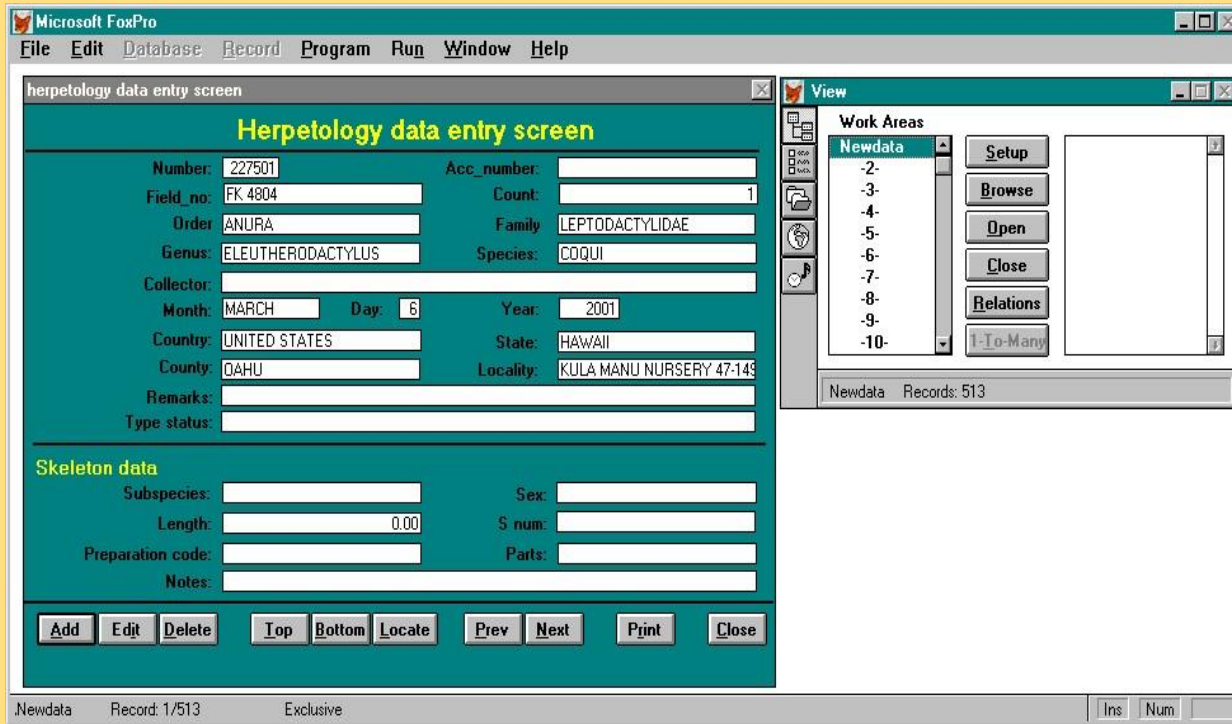 Microsoft FoxPro
File Edit Database Record Program Run Window Help
herpetology data entry screen
Herpetology data entry screen
Number: 227501 Acc_number:
Field_no: FK 4804 Count: 1
Order ANURA Family LEPTODACTYLIDAE
Genus: ELEUTHERODACTYLUS Species: COQUI
Collector:
Month: MARCH Day: 6 Year: 2001
Country: UNITED STATES State: HAWAII
County: OAHU Locality: KULA MANU NURSERY 47-149
Remarks:
Type status:
Skeleton data
Subspecies: Sex:
Length: 0.00 S num:
Preparation code: Parts:
Notes:
Add Edit Delete Top Bottom Locate Prev Next Print Close
View
Work Areas
Newdata
-2-
-3-
-4-
-5-
-6-
-7-
-8-
-9-
-10-
Setup
Browse
Open
Close
Relations
1-To-Many
Newdata Records: 513
.Newdata Record: 1/513 Exclusive Ins Num